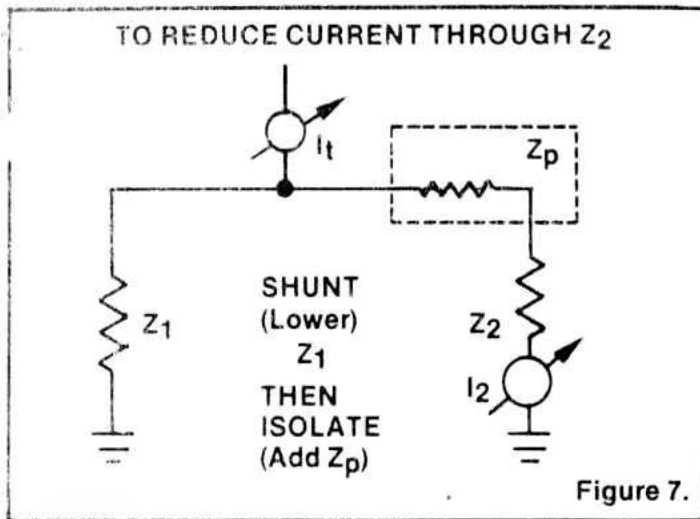 TO REDUCE CURRENT THROUGH Z2
It
Zp
Z1
SHUNT
(Lower)
Z1
THEN
ISOLATE
(Add Zp)
Z2
I2
Figure 7.